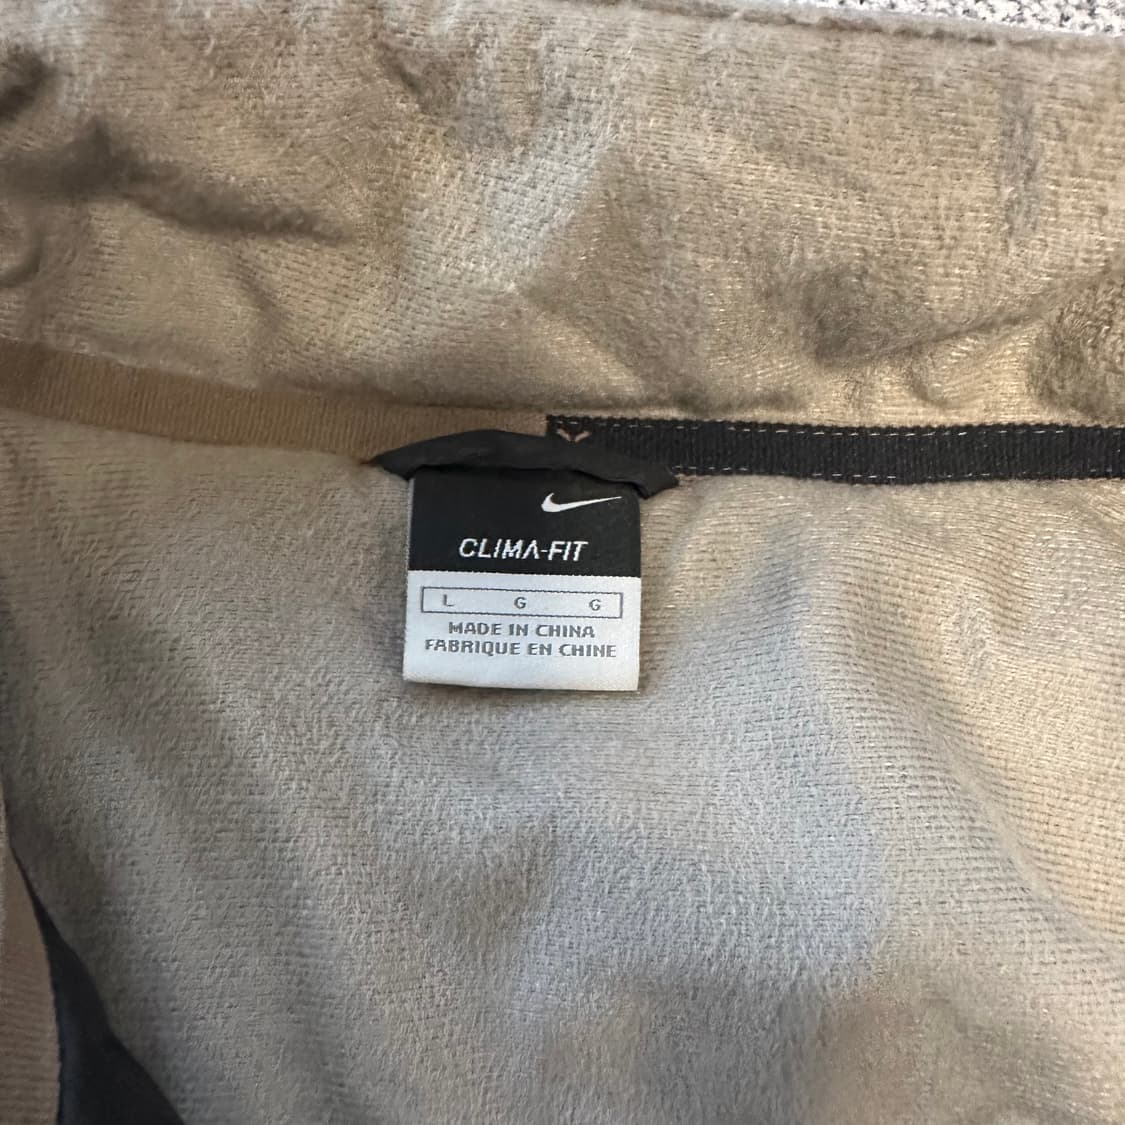 CLIMA-FIT
L G G
MADE IN CHINA
FABRIQUE EN CHINE